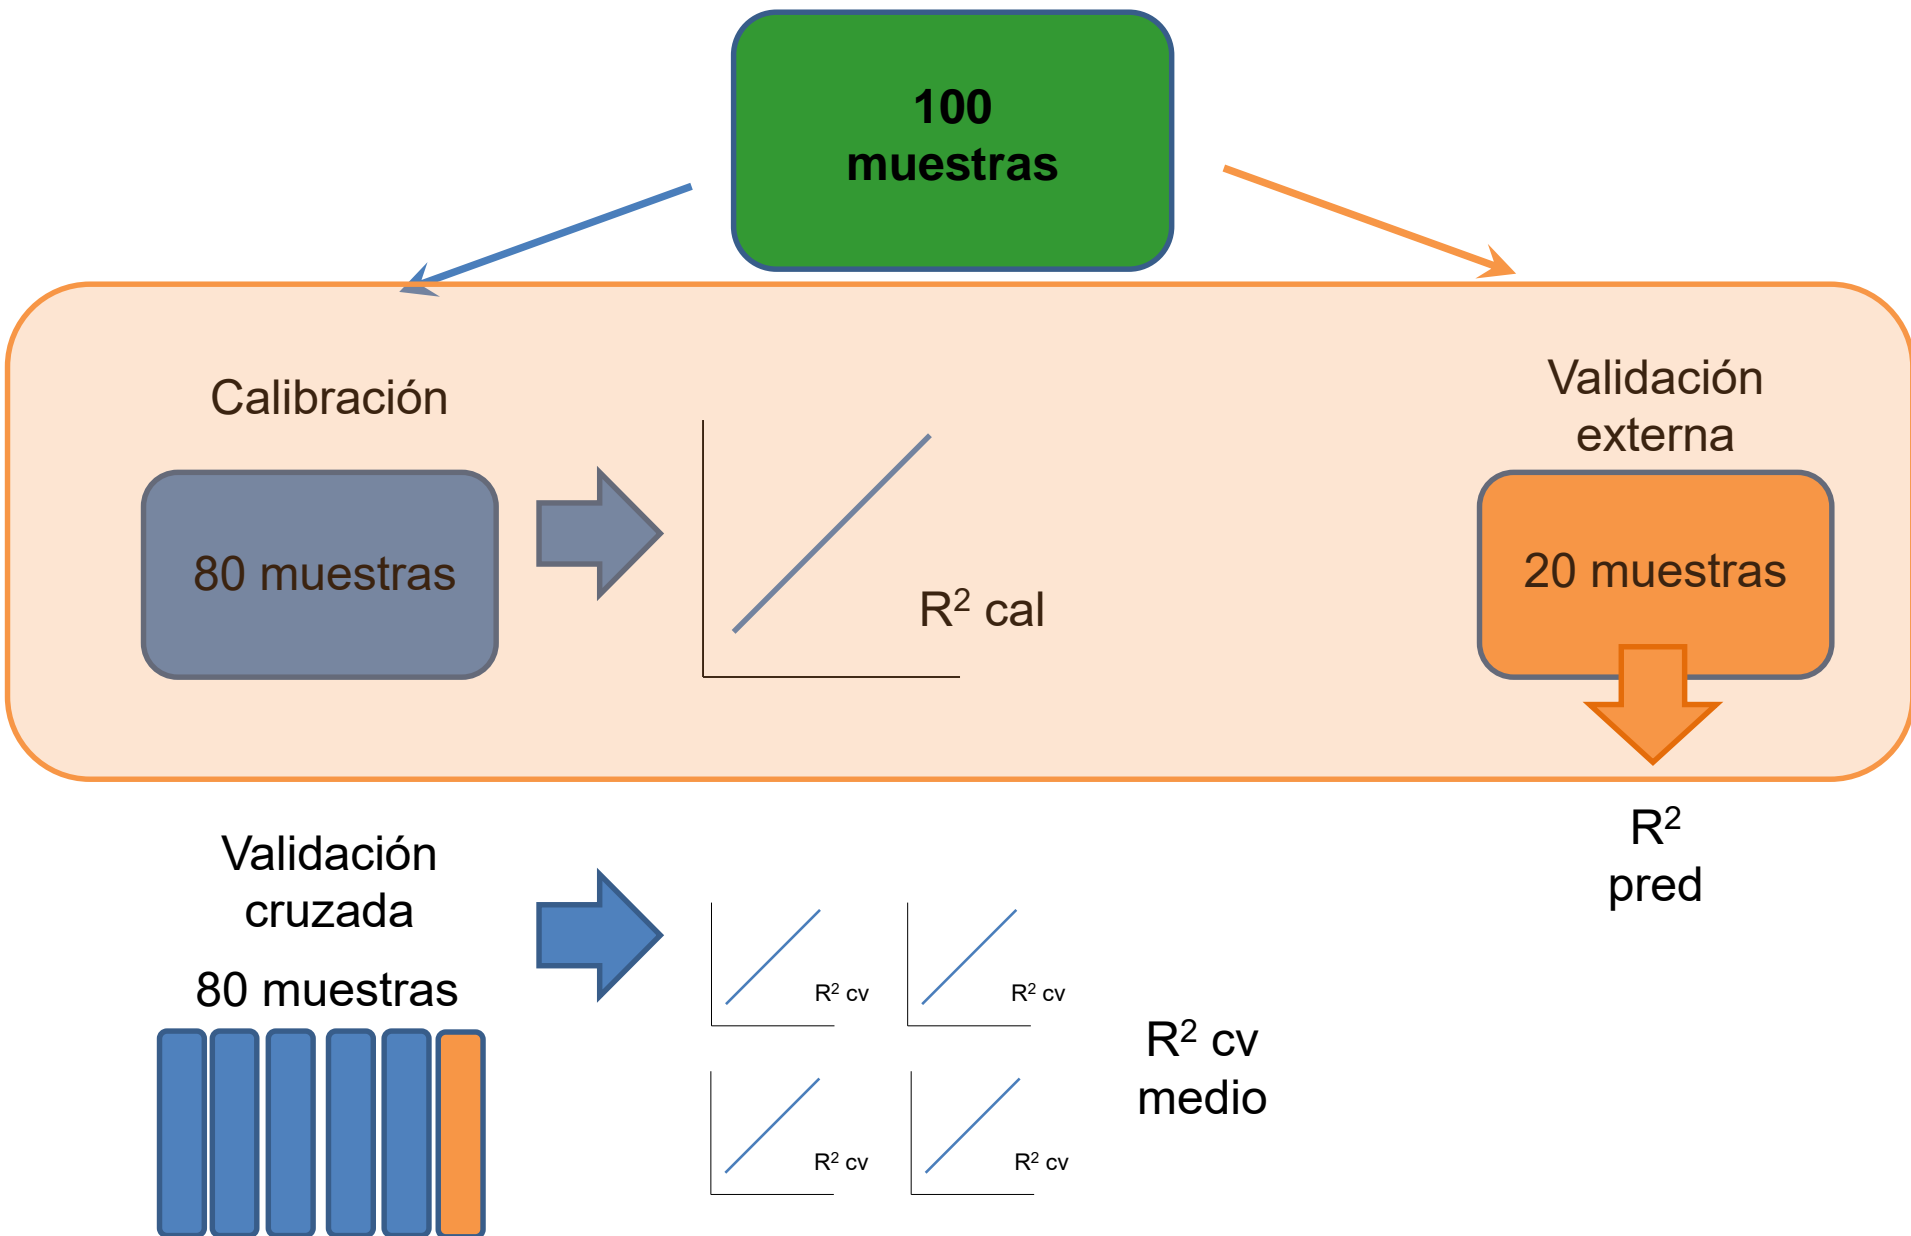 100
muestras
Calibración
80 muestras
R² cal
Validación
externa
20 muestras
R²
pred
Validación
cruzada
80 muestras
R² cv
R² cv
R² cv
R² cv
R² cv
medio